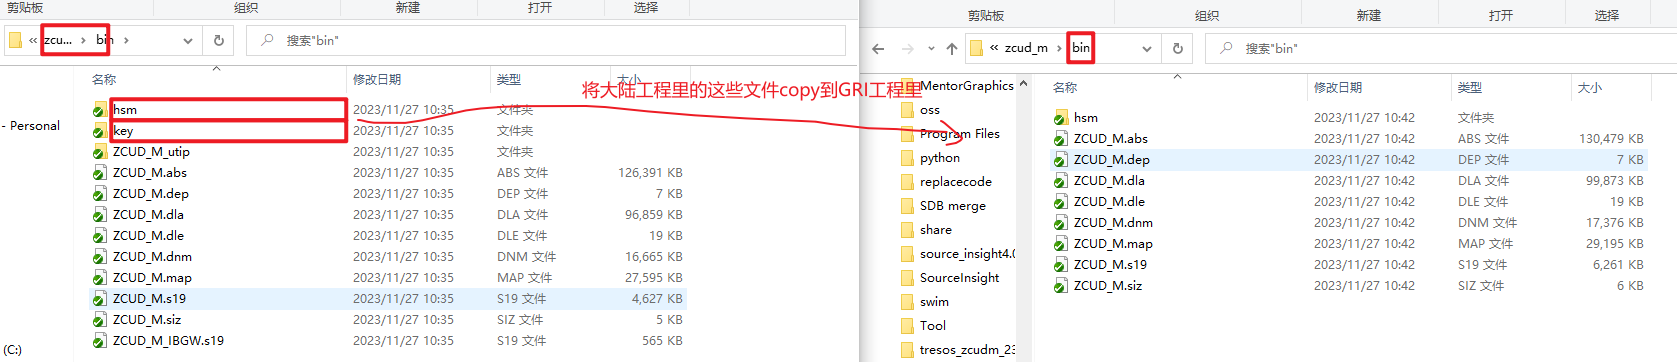 剪贴板 组织 新建 打开 选择
« zcu... › bin › 搜索"bin"
名称 修改日期 类型 大小
hsm 2023/11/27 10:35 文件夹
key 2023/11/27 10:35 文件夹
ZCUD_M_utip 2023/11/27 10:35 文件夹
ZCUD_M.abs 2023/11/27 10:35 ABS 文件 126,391 KB
ZCUD_M.dep 2023/11/27 10:35 DEP 文件 7 KB
ZCUD_M.dla 2023/11/27 10:35 DLA 文件 96,859 KB
ZCUD_M.dle 2023/11/27 10:35 DLE 文件 19 KB
ZCUD_M.dnm 2023/11/27 10:35 DNM 文件 16,665 KB
ZCUD_M.map 2023/11/27 10:35 MAP 文件 27,595 KB
ZCUD_M.s19 2023/11/27 10:35 S19 文件 4,627 KB
ZCUD_M.siz 2023/11/27 10:35 SIZ 文件 5 KB
ZCUD_M_IBGW.s19 2023/11/27 10:35 S19 文件 565 KB
- Personal
(C:)
将大陆工程里的这些文件copy到GRI工程里
剪贴板 组织 新建 打开 选择
« zcud_m › bin 搜索"bin"
MentorGraphics
oss
Program Files
python
replacecode
SDB merge
share
source_insight4.0
SourceInsight
swim
Tool
tresos_zcudm_23
名称 修改日期 类型 大小
hsm 2023/11/27 10:42 文件夹
ZCUD_M.abs 2023/11/27 10:42 ABS 文件 130,479 KB
ZCUD_M.dep 2023/11/27 10:42 DEP 文件 7 KB
ZCUD_M.dla 2023/11/27 10:42 DLA 文件 99,873 KB
ZCUD_M.dle 2023/11/27 10:42 DLE 文件 19 KB
ZCUD_M.dnm 2023/11/27 10:42 DNM 文件 17,376 KB
ZCUD_M.map 2023/11/27 10:42 MAP 文件 29,195 KB
ZCUD_M.s19 2023/11/27 10:42 S19 文件 6,261 KB
ZCUD_M.siz 2023/11/27 10:42 SIZ 文件 6 KB